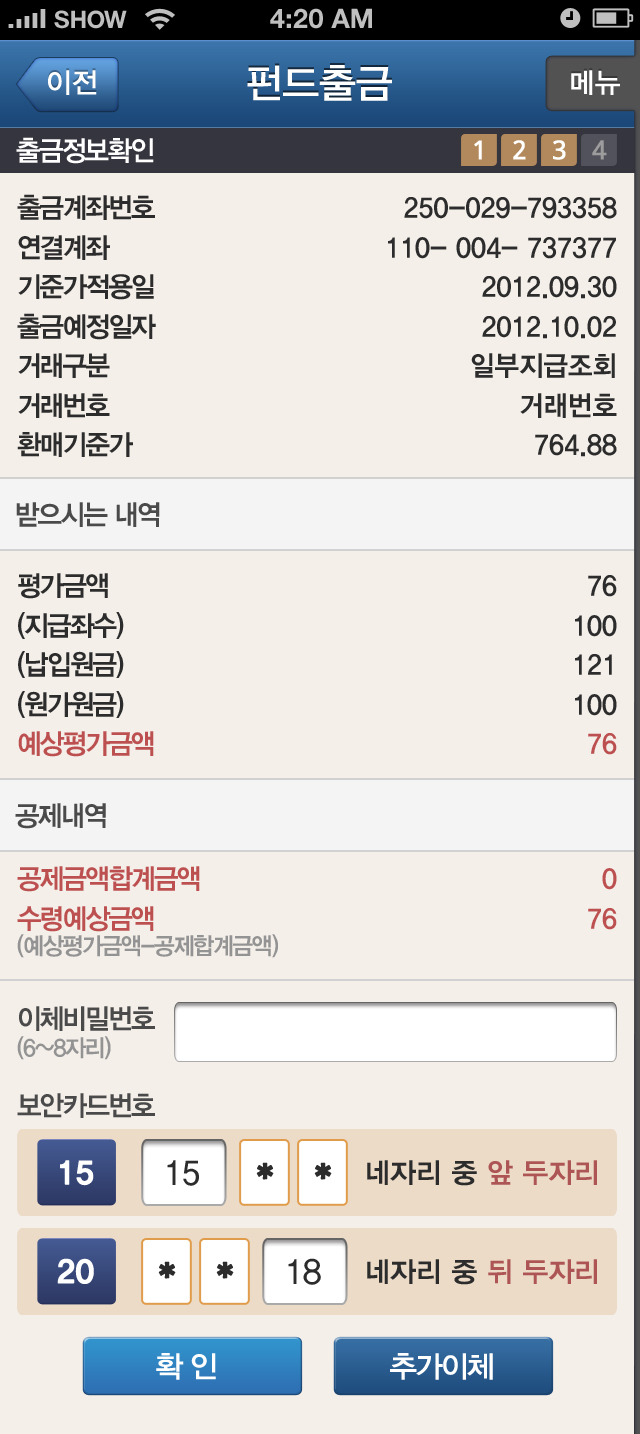 SHOW 4:20 AM
이전 펀드출금 메뉴
출금정보확인 1 2 3 4
출금계좌번호 250-029-793358
연결계좌 110- 004- 737377
기준가적용일 2012.09.30
출금예정일자 2012.10.02
거래구분 일부지급조회
거래번호 거래번호
환매기준가 764.88
받으시는 내역
평가금액 76
(지급좌수) 100
(납입원금) 121
(원가원금) 100
예상평가금액 76
공제내역
공제금액합계금액 0
수령예상금액 76
(예상평가금액-공제합계금액)
이체비밀번호
(6~8자리)
보안카드번호
15 15 * * 네자리 중 앞 두자리
20 * * 18 네자리 중 뒤 두자리
확 인 추가이체